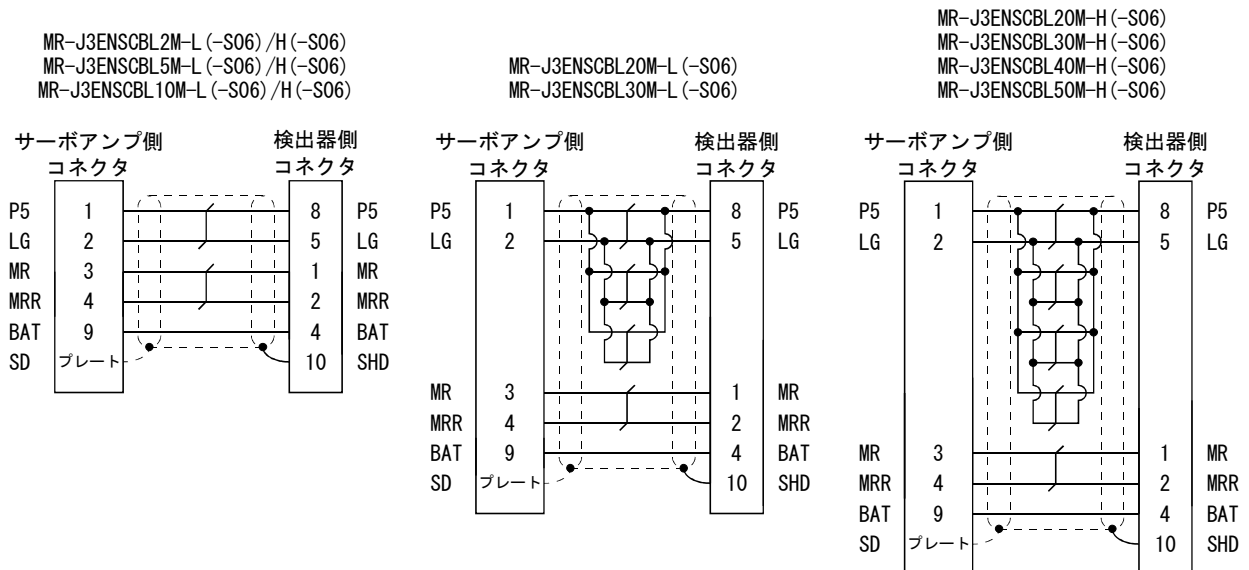 MR-J3ENSCBL2M-L(-S06)/H(-S06)
MR-J3ENSCBL5M-L(-S06)/H(-S06)
MR-J3ENSCBL10M-L(-S06)/H(-S06)
サーボアンプ側
コネクタ
検出器側
コネクタ
P5 1 8 P5
LG 2 5 LG
MR 3 1 MR
MRR 4 2 MRR
BAT 9 4 BAT
SD プレート 10 SHD
MR-J3ENSCBL20M-L(-S06)
MR-J3ENSCBL30M-L(-S06)
サーボアンプ側
コネクタ
検出器側
コネクタ
P5 1 8 P5
LG 2 5 LG
MR 3 1 MR
MRR 4 2 MRR
BAT 9 4 BAT
SD プレート 10 SHD
MR-J3ENSCBL20M-H(-S06)
MR-J3ENSCBL30M-H(-S06)
MR-J3ENSCBL40M-H(-S06)
MR-J3ENSCBL50M-H(-S06)
サーボアンプ側
コネクタ
検出器側
コネクタ
P5 1 8 P5
LG 2 5 LG
MR 3 1 MR
MRR 4 2 MRR
BAT 9 4 BAT
SD プレート 10 SHD